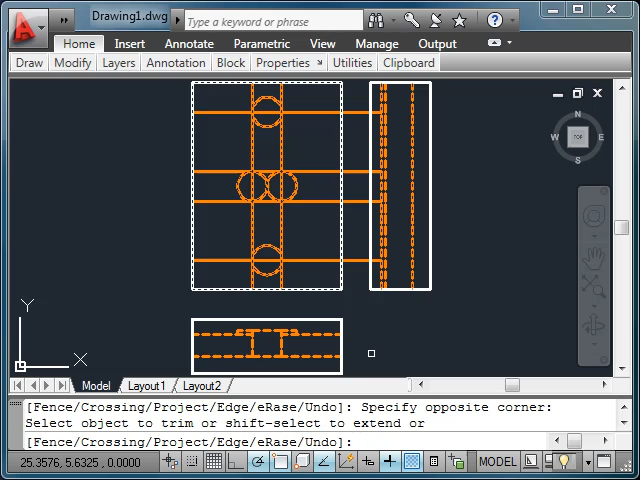 Drawing1.dwg
Type a keyword or phrase
Home Insert Annotate Parametric View Manage Output
Draw Modify Layers Annotation Block Properties Utilities Clipboard
N
W TOP E
S
Y
X
Model Layout1 Layout2
[Fence/Crossing/Project/Edge/eRase/Undo]: Specify opposite corner:
Select object to trim or shift-select to extend or
[Fence/Crossing/Project/Edge/eRase/Undo]:
25.3576, 5.6325, 0.0000 MODEL